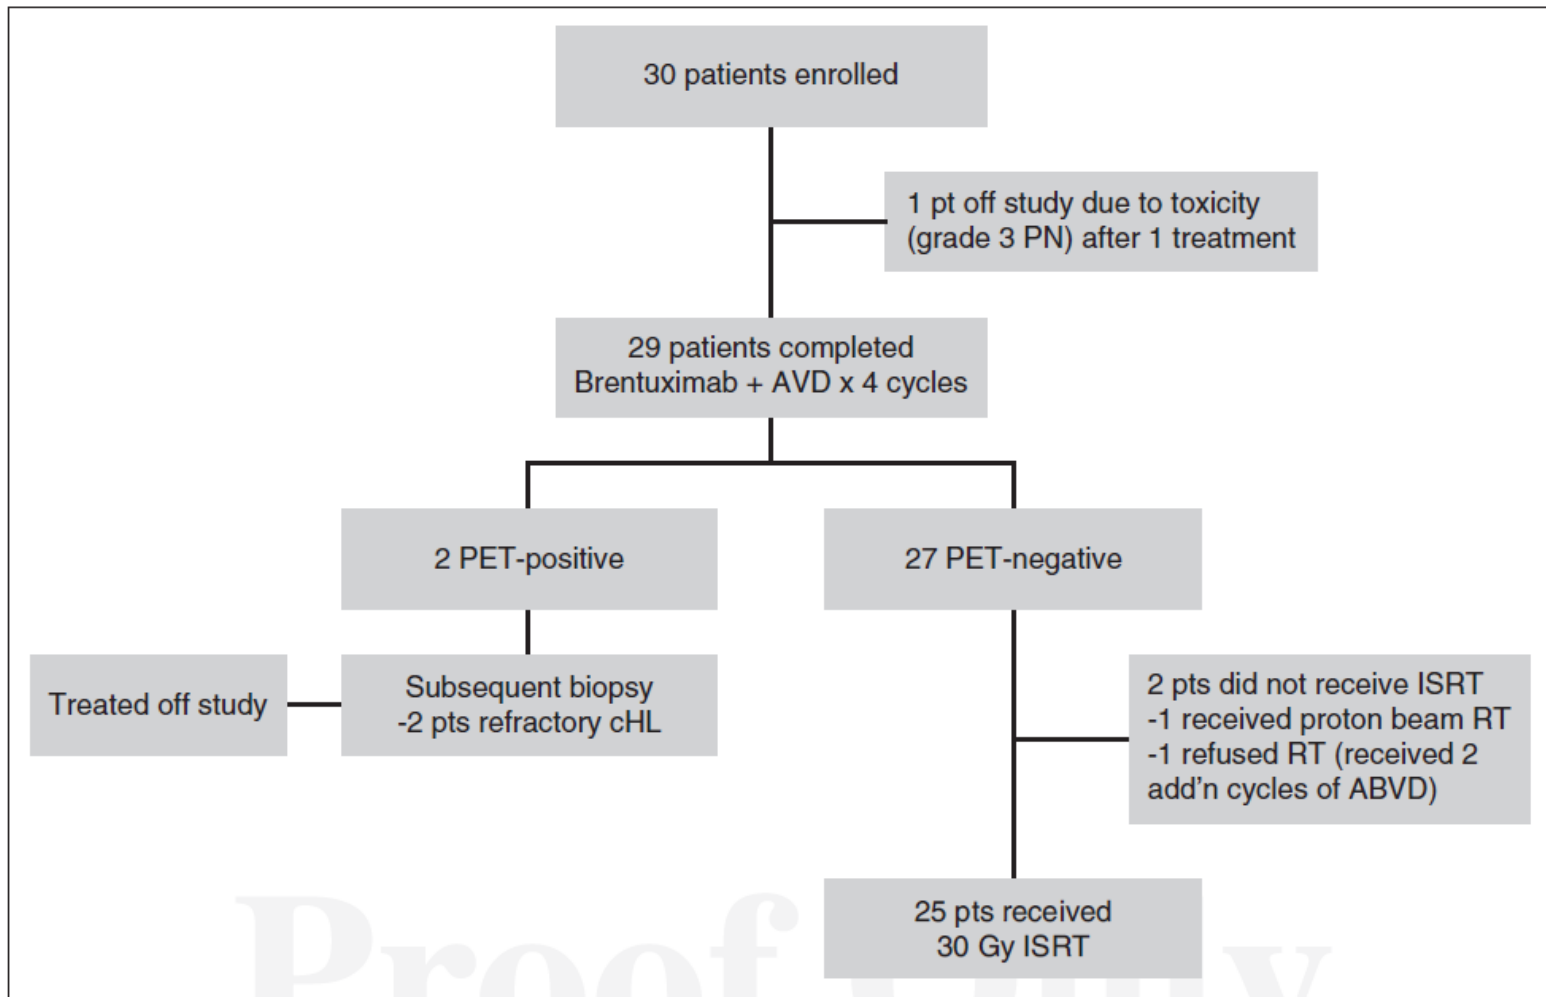 30 patients enrolled
1 pt off study due to toxicity
(grade 3 PN) after 1 treatment
29 patients completed
Brentuximab + AVD x 4 cycles
2 PET-positive
27 PET-negative
Treated off study
Subsequent biopsy
-2 pts refractory cHL
2 pts did not receive ISRT
-1 received proton beam RT
-1 refused RT (received 2
add'n cycles of ABVD)
25 pts received
30 Gy ISRT
Proof Only